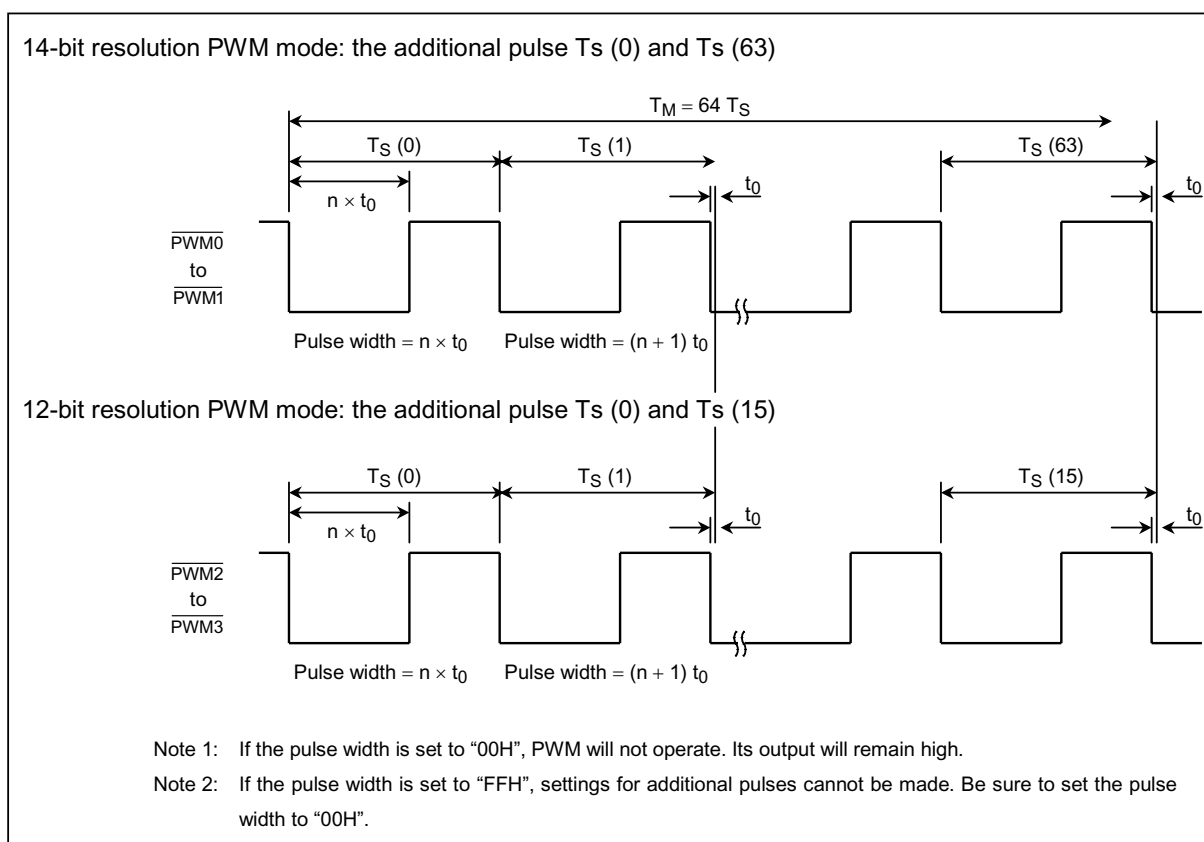 14-bit resolution PWM mode: the additional pulse Ts (0) and Ts (63)
TM = 64 TS
TS (0) TS (1) TS (63)
n × t0 t0 t0
PWM0
to
PWM1
Pulse width = n × t0 Pulse width = (n + 1) t0
12-bit resolution PWM mode: the additional pulse Ts (0) and Ts (15)
TS (0) TS (1) TS (15)
n × t0 t0 t0
PWM2
to
PWM3
Pulse width = n × t0 Pulse width = (n + 1) t0
Note 1: If the pulse width is set to “00H”, PWM will not operate. Its output will remain high.
Note 2: If the pulse width is set to “FFH”, settings for additional pulses cannot be made. Be sure to set the pulse
width to “00H”.